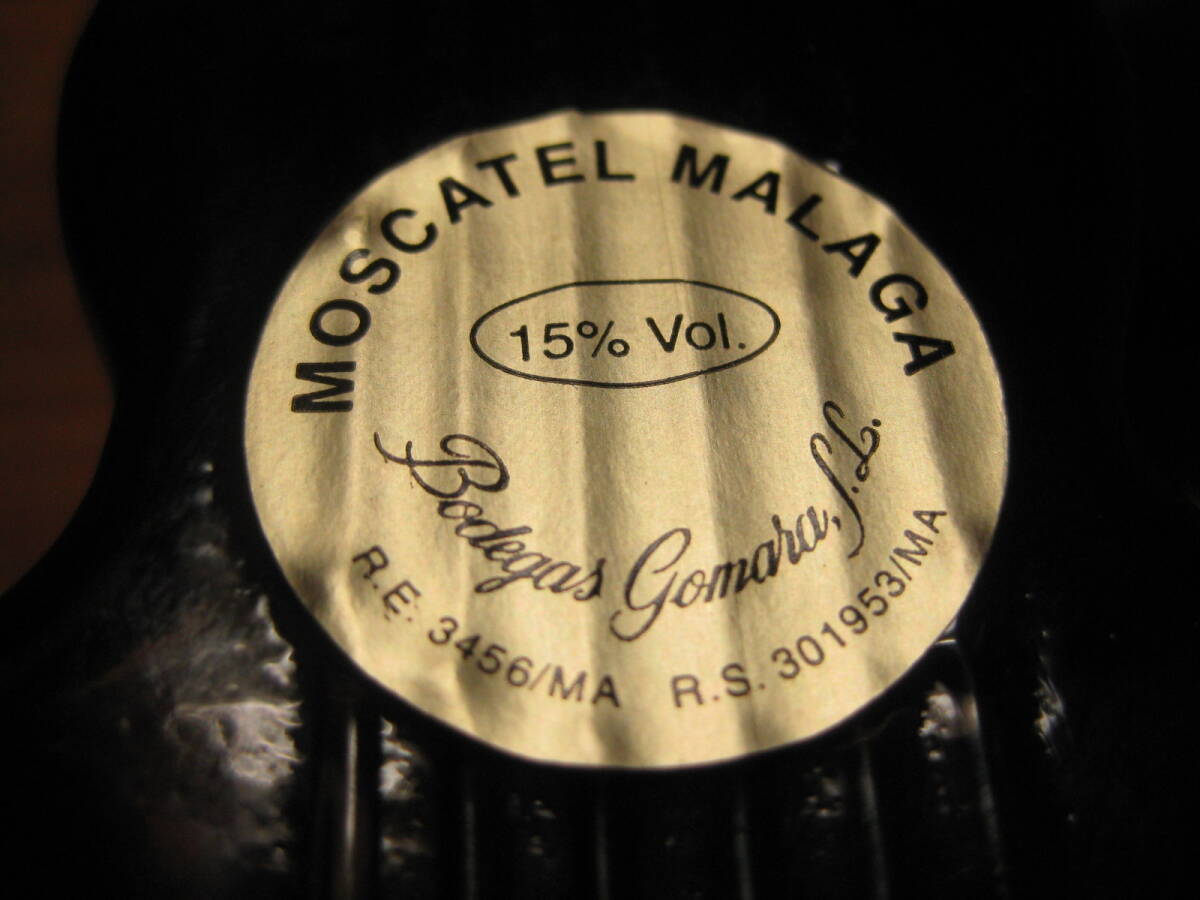 MOSCATEL MALAGA
15% Vol.
Bodegas Gomara, S.L.
R.E. 3456/MA R.S. 301953/MA